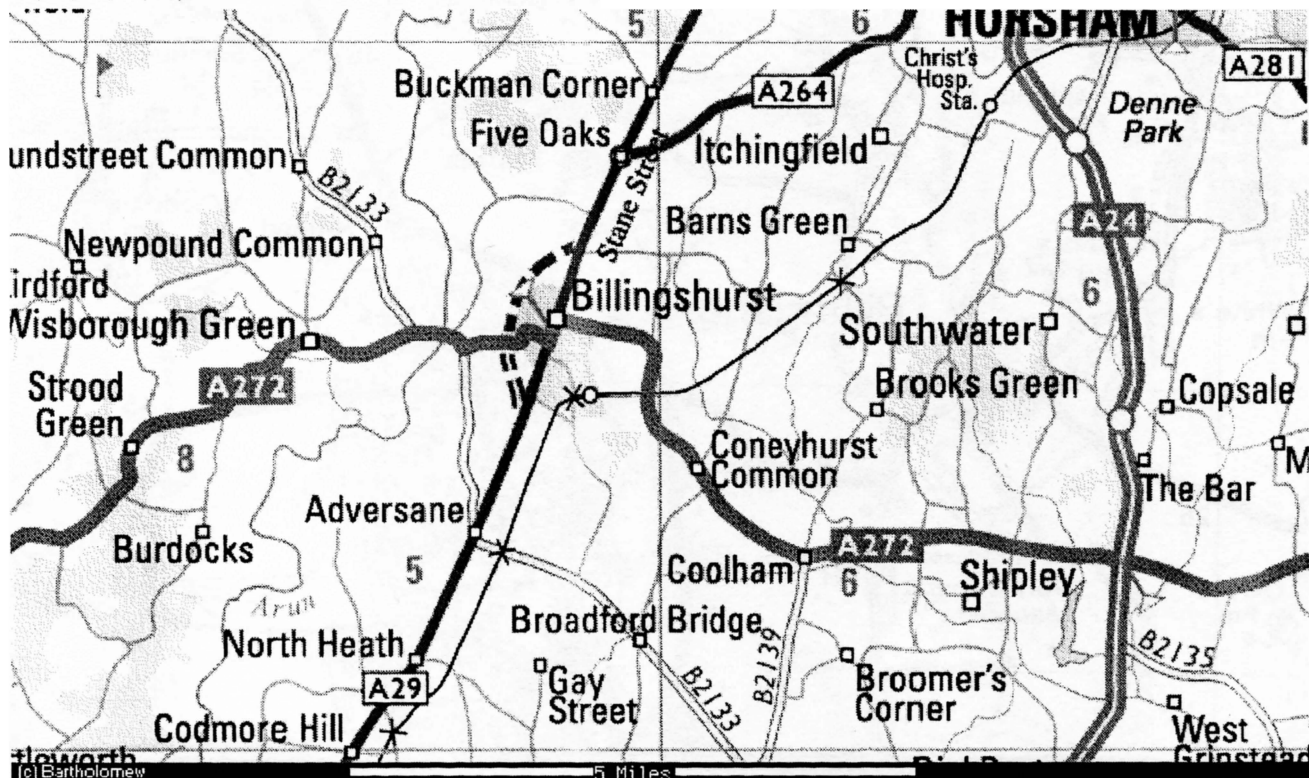 HORSHAM
5
6
Christ's
Hosp.
Sta.
A281
Buckman Corner
A264
Denne
Park
Five Oaks
Itchingfield
undstreet Common
Stane Street
B2133
Barns Green
A24
Newpound Common
irdford
Billingshurst
6
Wisborough Green
Southwater
A272
Brooks Green
Strood
Green
Copsale
8
Coneyhurst
Common
M
The Bar
Adversane
Burdocks
5
A272
Coolham
6
Shipley
Arun
Broadford Bridge
North Heath
B2139
B2135
A29
Gay
Street
B2133
Broomer's
Corner
Codmore Hill
West
Grinstead
tleworth
(c)Bartholomew
5 Miles